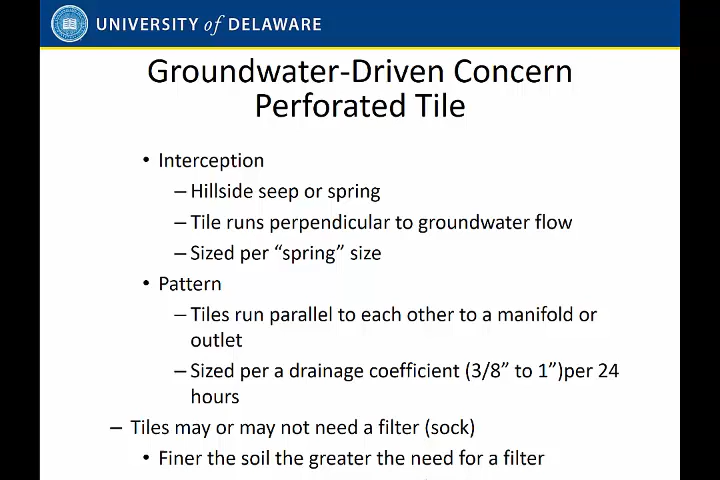 UNIVERSITY of DELAWARE
Groundwater-Driven Concern
Perforated Tile
• Interception
– Hillside seep or spring
– Tile runs perpendicular to groundwater flow
– Sized per “spring” size
• Pattern
– Tiles run parallel to each other to a manifold or
outlet
– Sized per a drainage coefficient (3/8” to 1”)per 24
hours
– Tiles may or may not need a filter (sock)
• Finer the soil the greater the need for a filter